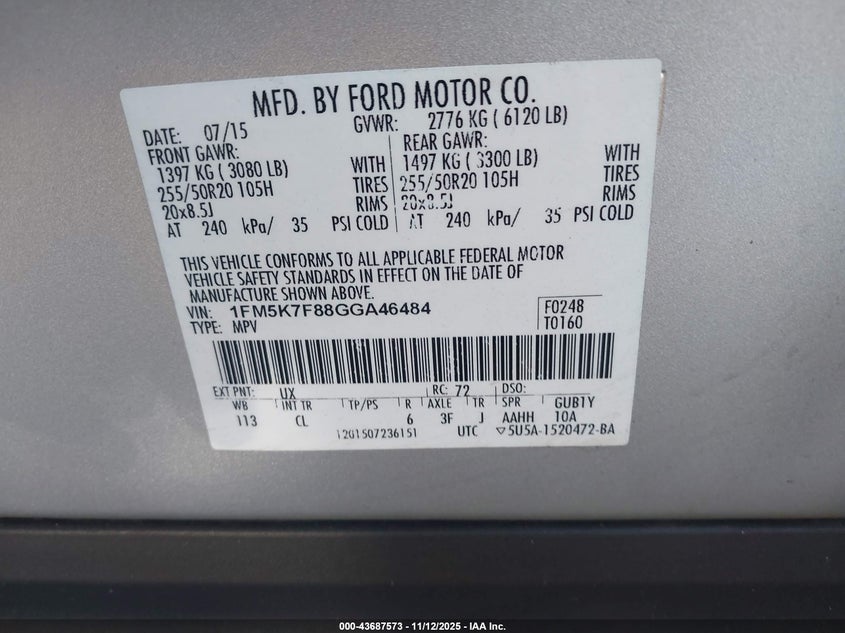 MFD. BY FORD MOTOR CO.
DATE: 07/15 GVWR: 2776 KG ( 6120 LB)
FRONT GAWR: REAR GAWR:
1397 KG ( 3080 LB) WITH 1497 KG ( 3300 LB) WITH
255/50R20 105H TIRES 255/50R20 105H TIRES
20x8.5J RIMS 20x8.5J RIMS
AT 240 kPa/ 35 PSI COLD AT 240 kPa/ 35 PSI COLD
THIS VEHICLE CONFORMS TO ALL APPLICABLE FEDERAL MOTOR
VEHICLE SAFETY STANDARDS IN EFFECT ON THE DATE OF
MANUFACTURE SHOWN ABOVE.
VIN: 1FM5K7F88GGA46484 F0248
TYPE: MPV T0160
EXT PNT: UX RC: 72 DSO:
WB INT TR TP/PS R AXLE TR SPR GUB1Y
113 CL 6 3F J AAHH 10A
12G1507236151 UTC ▽5U5A-1520472-BA
000-43687573 - 11/12/2025 - IAA Inc.